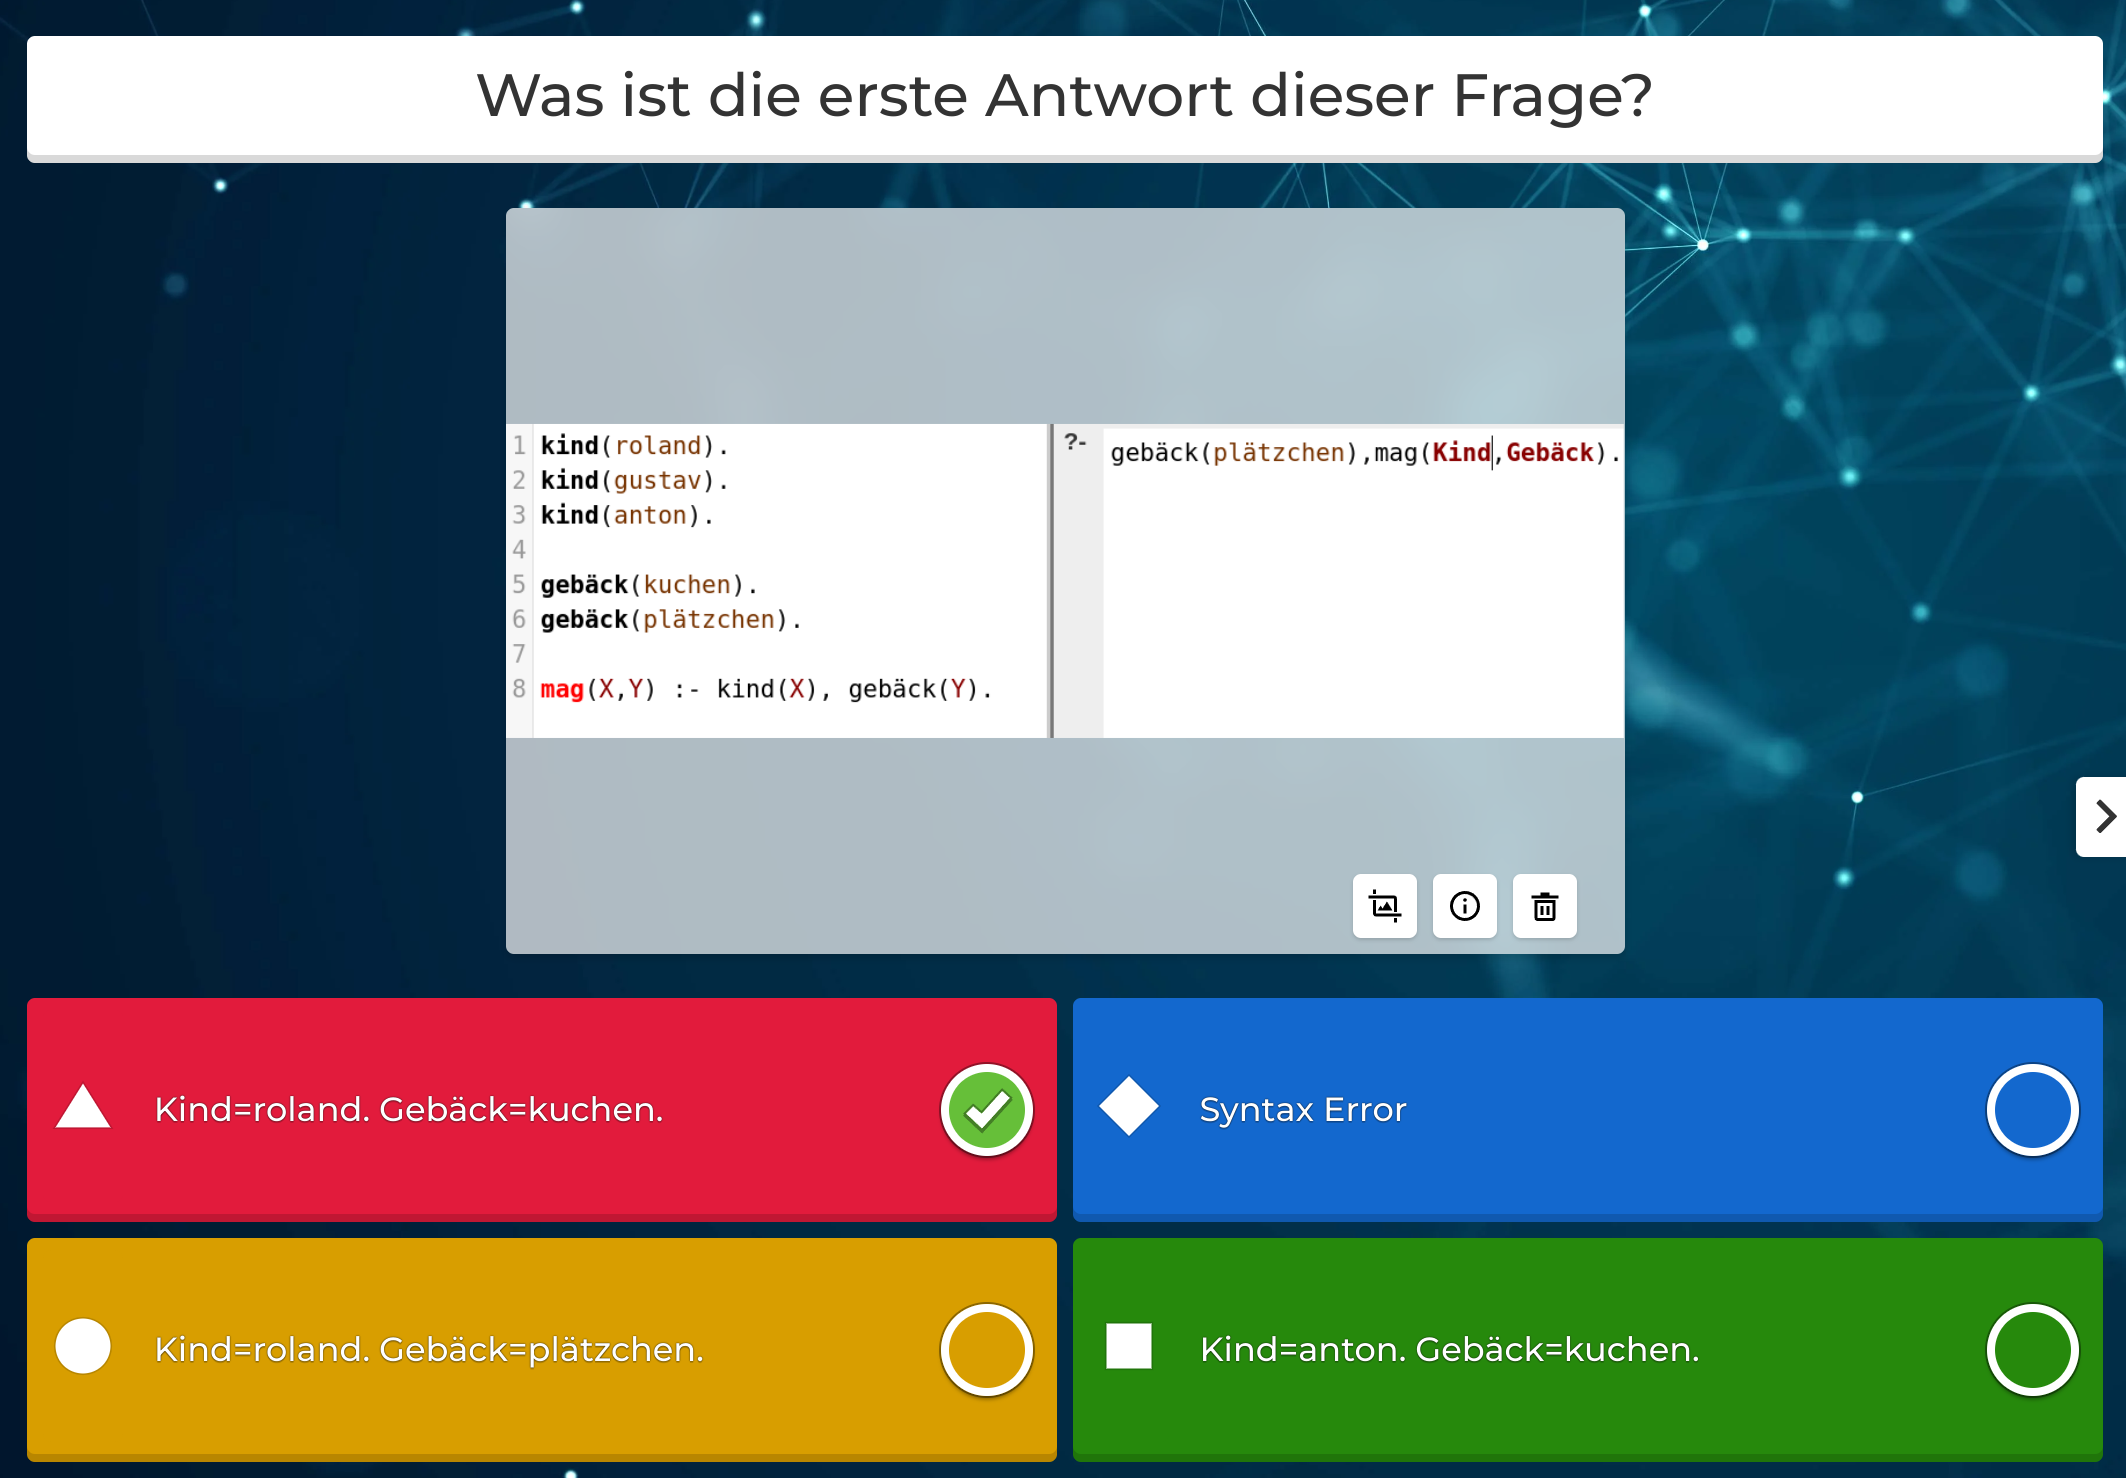 Was ist die erste Antwort dieser Frage?
1 kind(roland).
2 kind(gustav).
3 kind(anton).
4
5 gebäck(kuchen).
6 gebäck(plätzchen).
7
8 mag(X,Y) :- kind(X), gebäck(Y).
?- gebäck(plätzchen),mag(Kind,Gebäck).
Kind=roland. Gebäck=kuchen.
Syntax Error
Kind=roland. Gebäck=plätzchen.
Kind=anton. Gebäck=kuchen.